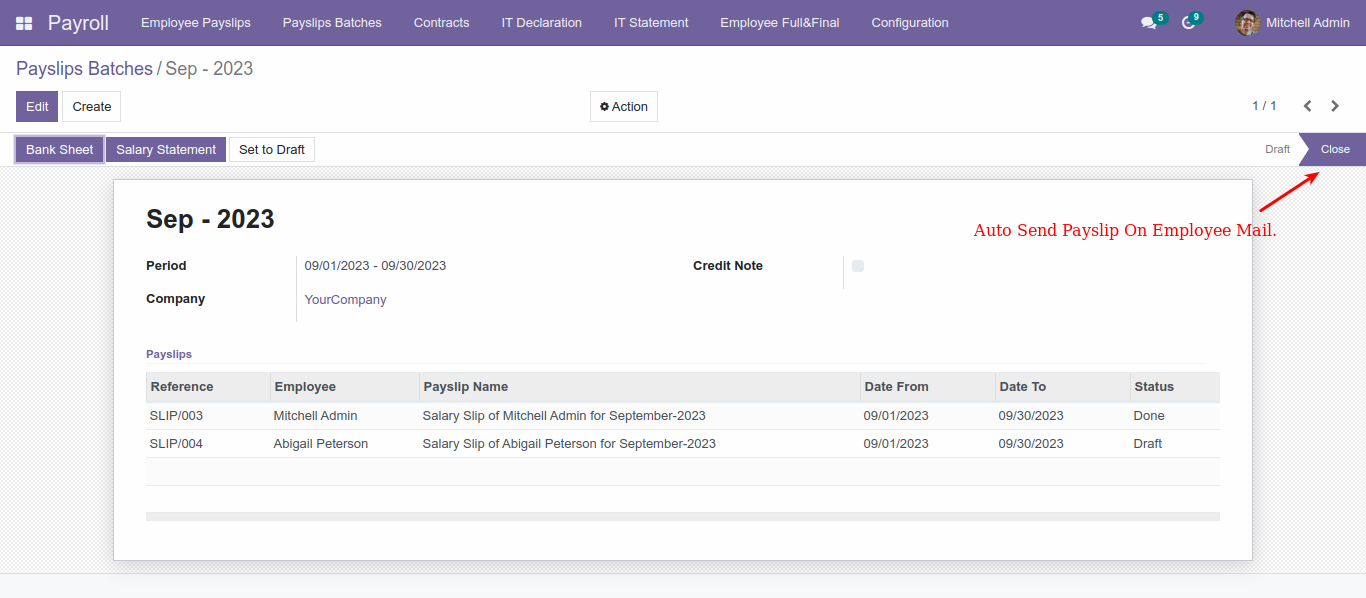 Payroll Employee Payslips Payslips Batches Contracts IT Declaration IT Statement Employee Full&Final Configuration 5 9 Mitchell Admin
Payslips Batches / Sep - 2023
Edit Create Action 1 / 1
Bank Sheet Salary Statement Set to Draft Draft Close
Sep - 2023
Auto Send Payslip On Employee Mail.
Period 09/01/2023 - 09/30/2023 Credit Note
Company YourCompany
Payslips
Reference Employee Payslip Name Date From Date To Status
SLIP/003 Mitchell Admin Salary Slip of Mitchell Admin for September-2023 09/01/2023 09/30/2023 Done
SLIP/004 Abigail Peterson Salary Slip of Abigail Peterson for September-2023 09/01/2023 09/30/2023 Draft